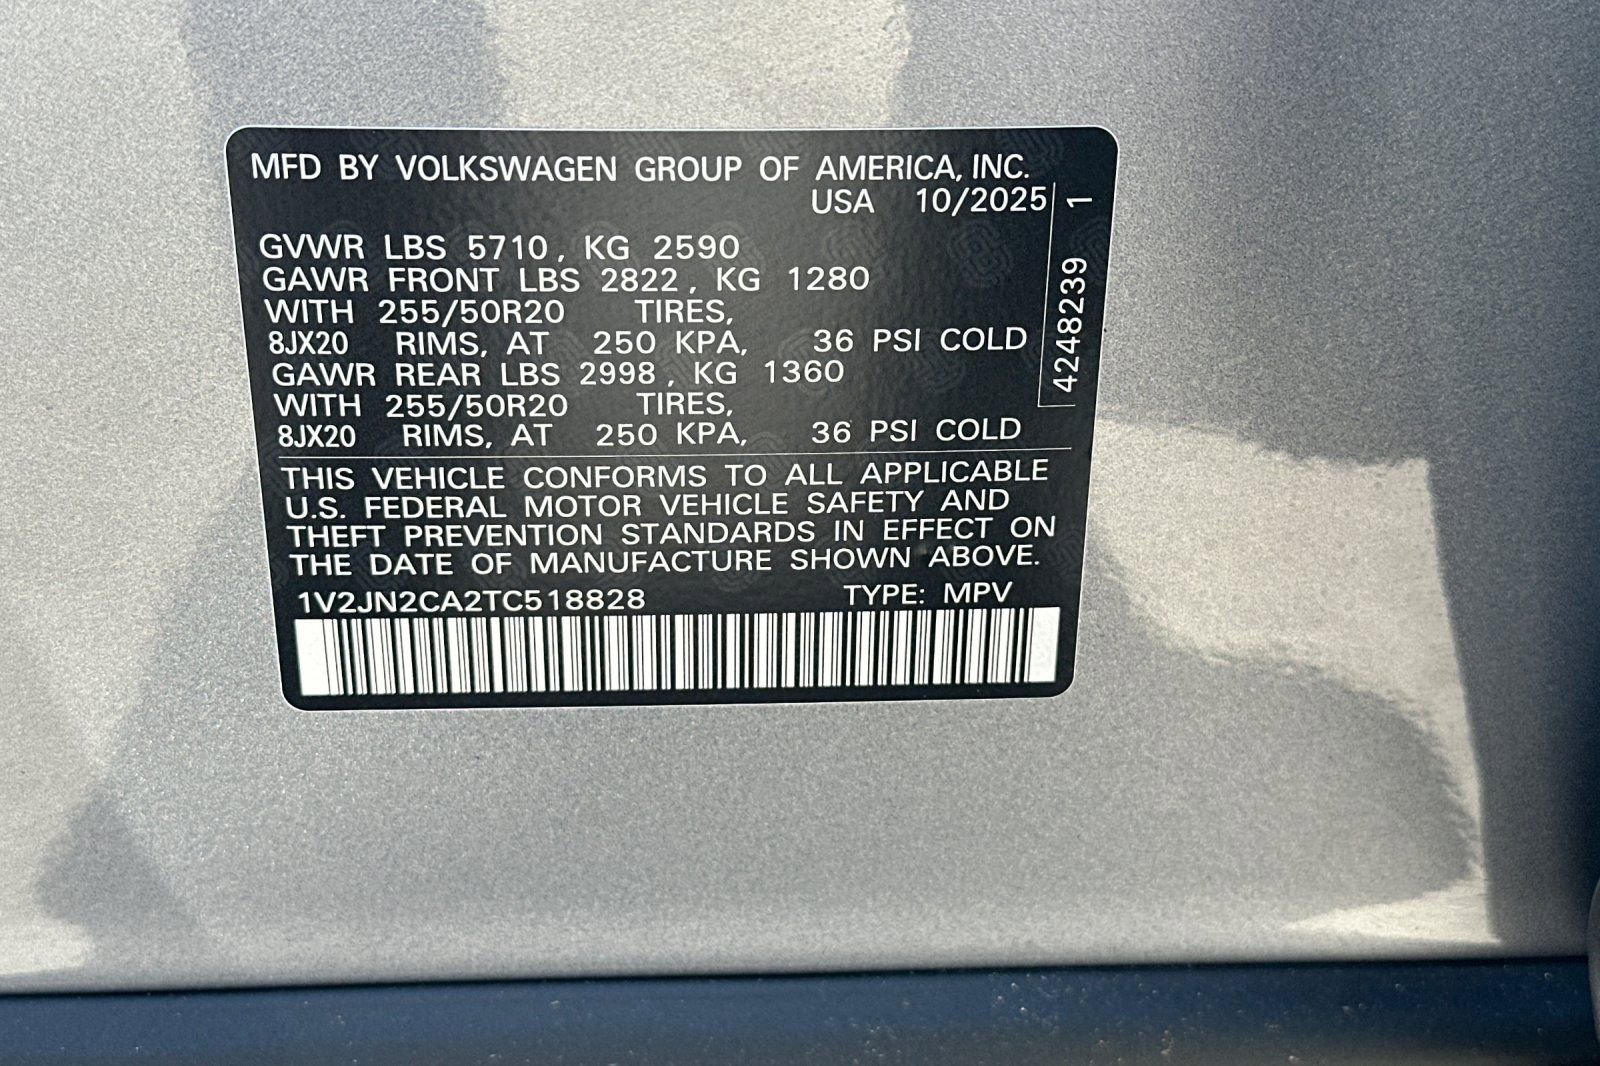 MFD BY VOLKSWAGEN GROUP OF AMERICA, INC.
USA 10/2025
GVWR LBS 5710, KG 2590
GAWR FRONT LBS 2822, KG 1280
WITH 255/50R20 TIRES,
8JX20 RIMS, AT 250 KPA, 36 PSI COLD
GAWR REAR LBS 2998, KG 1360
WITH 255/50R20 TIRES,
8JX20 RIMS, AT 250 KPA, 36 PSI COLD
THIS VEHICLE CONFORMS TO ALL APPLICABLE
U.S. FEDERAL MOTOR VEHICLE SAFETY AND
THEFT PREVENTION STANDARDS IN EFFECT ON
THE DATE OF MANUFACTURE SHOWN ABOVE.
1V2JN2CA2TC518828 TYPE: MPV
4248239 1